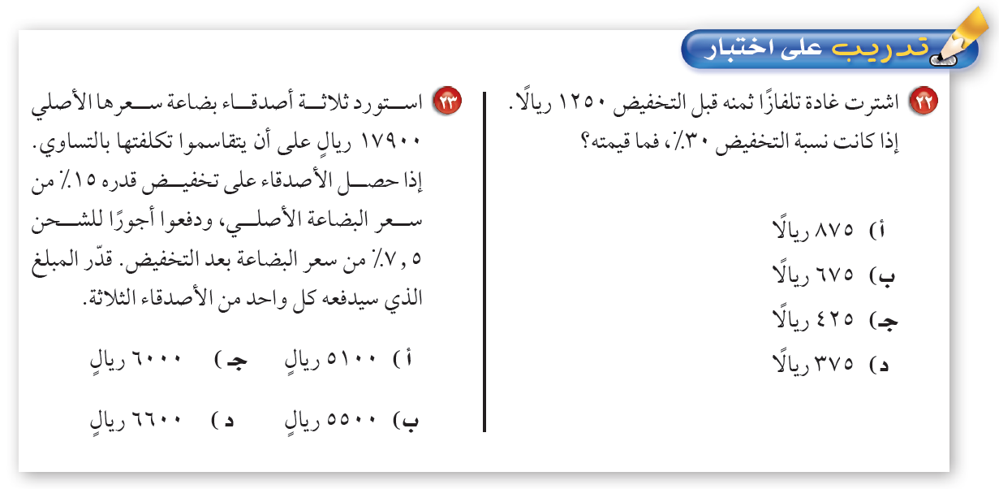 تدريب على اختبار
٢٢ اشترت غادة تلفازًا ثمنه قبل التخفيض ١٢٥٠ ريالًا.
إذا كانت نسبة التخفيض ٣٠٪، فما قيمته؟
أ) ٨٧٥ ريالًا
ب) ٦٧٥ ريالًا
جـ) ٤٢٥ ريالًا
د) ٣٧٥ ريالًا
٢٣ استورد ثلاثة أصدقاء بضاعة سعرها الأصلي
١٧٩٠٠ ريالٍ على أن يتقاسموا تكلفتها بالتساوي.
إذا حصل الأصدقاء على تخفيض قدره ١٥٪ من
سعر البضاعة الأصلي، ودفعوا أجورًا للشحن
٧,٥٪ من سعر البضاعة بعد التخفيض. قدّر المبلغ
الذي سيدفعه كل واحد من الأصدقاء الثلاثة.
أ) ٥١٠٠ ريالٍ جـ) ٦٠٠٠ ريالٍ
ب) ٥٥٠٠ ريالٍ د) ٦٦٠٠ ريالٍ